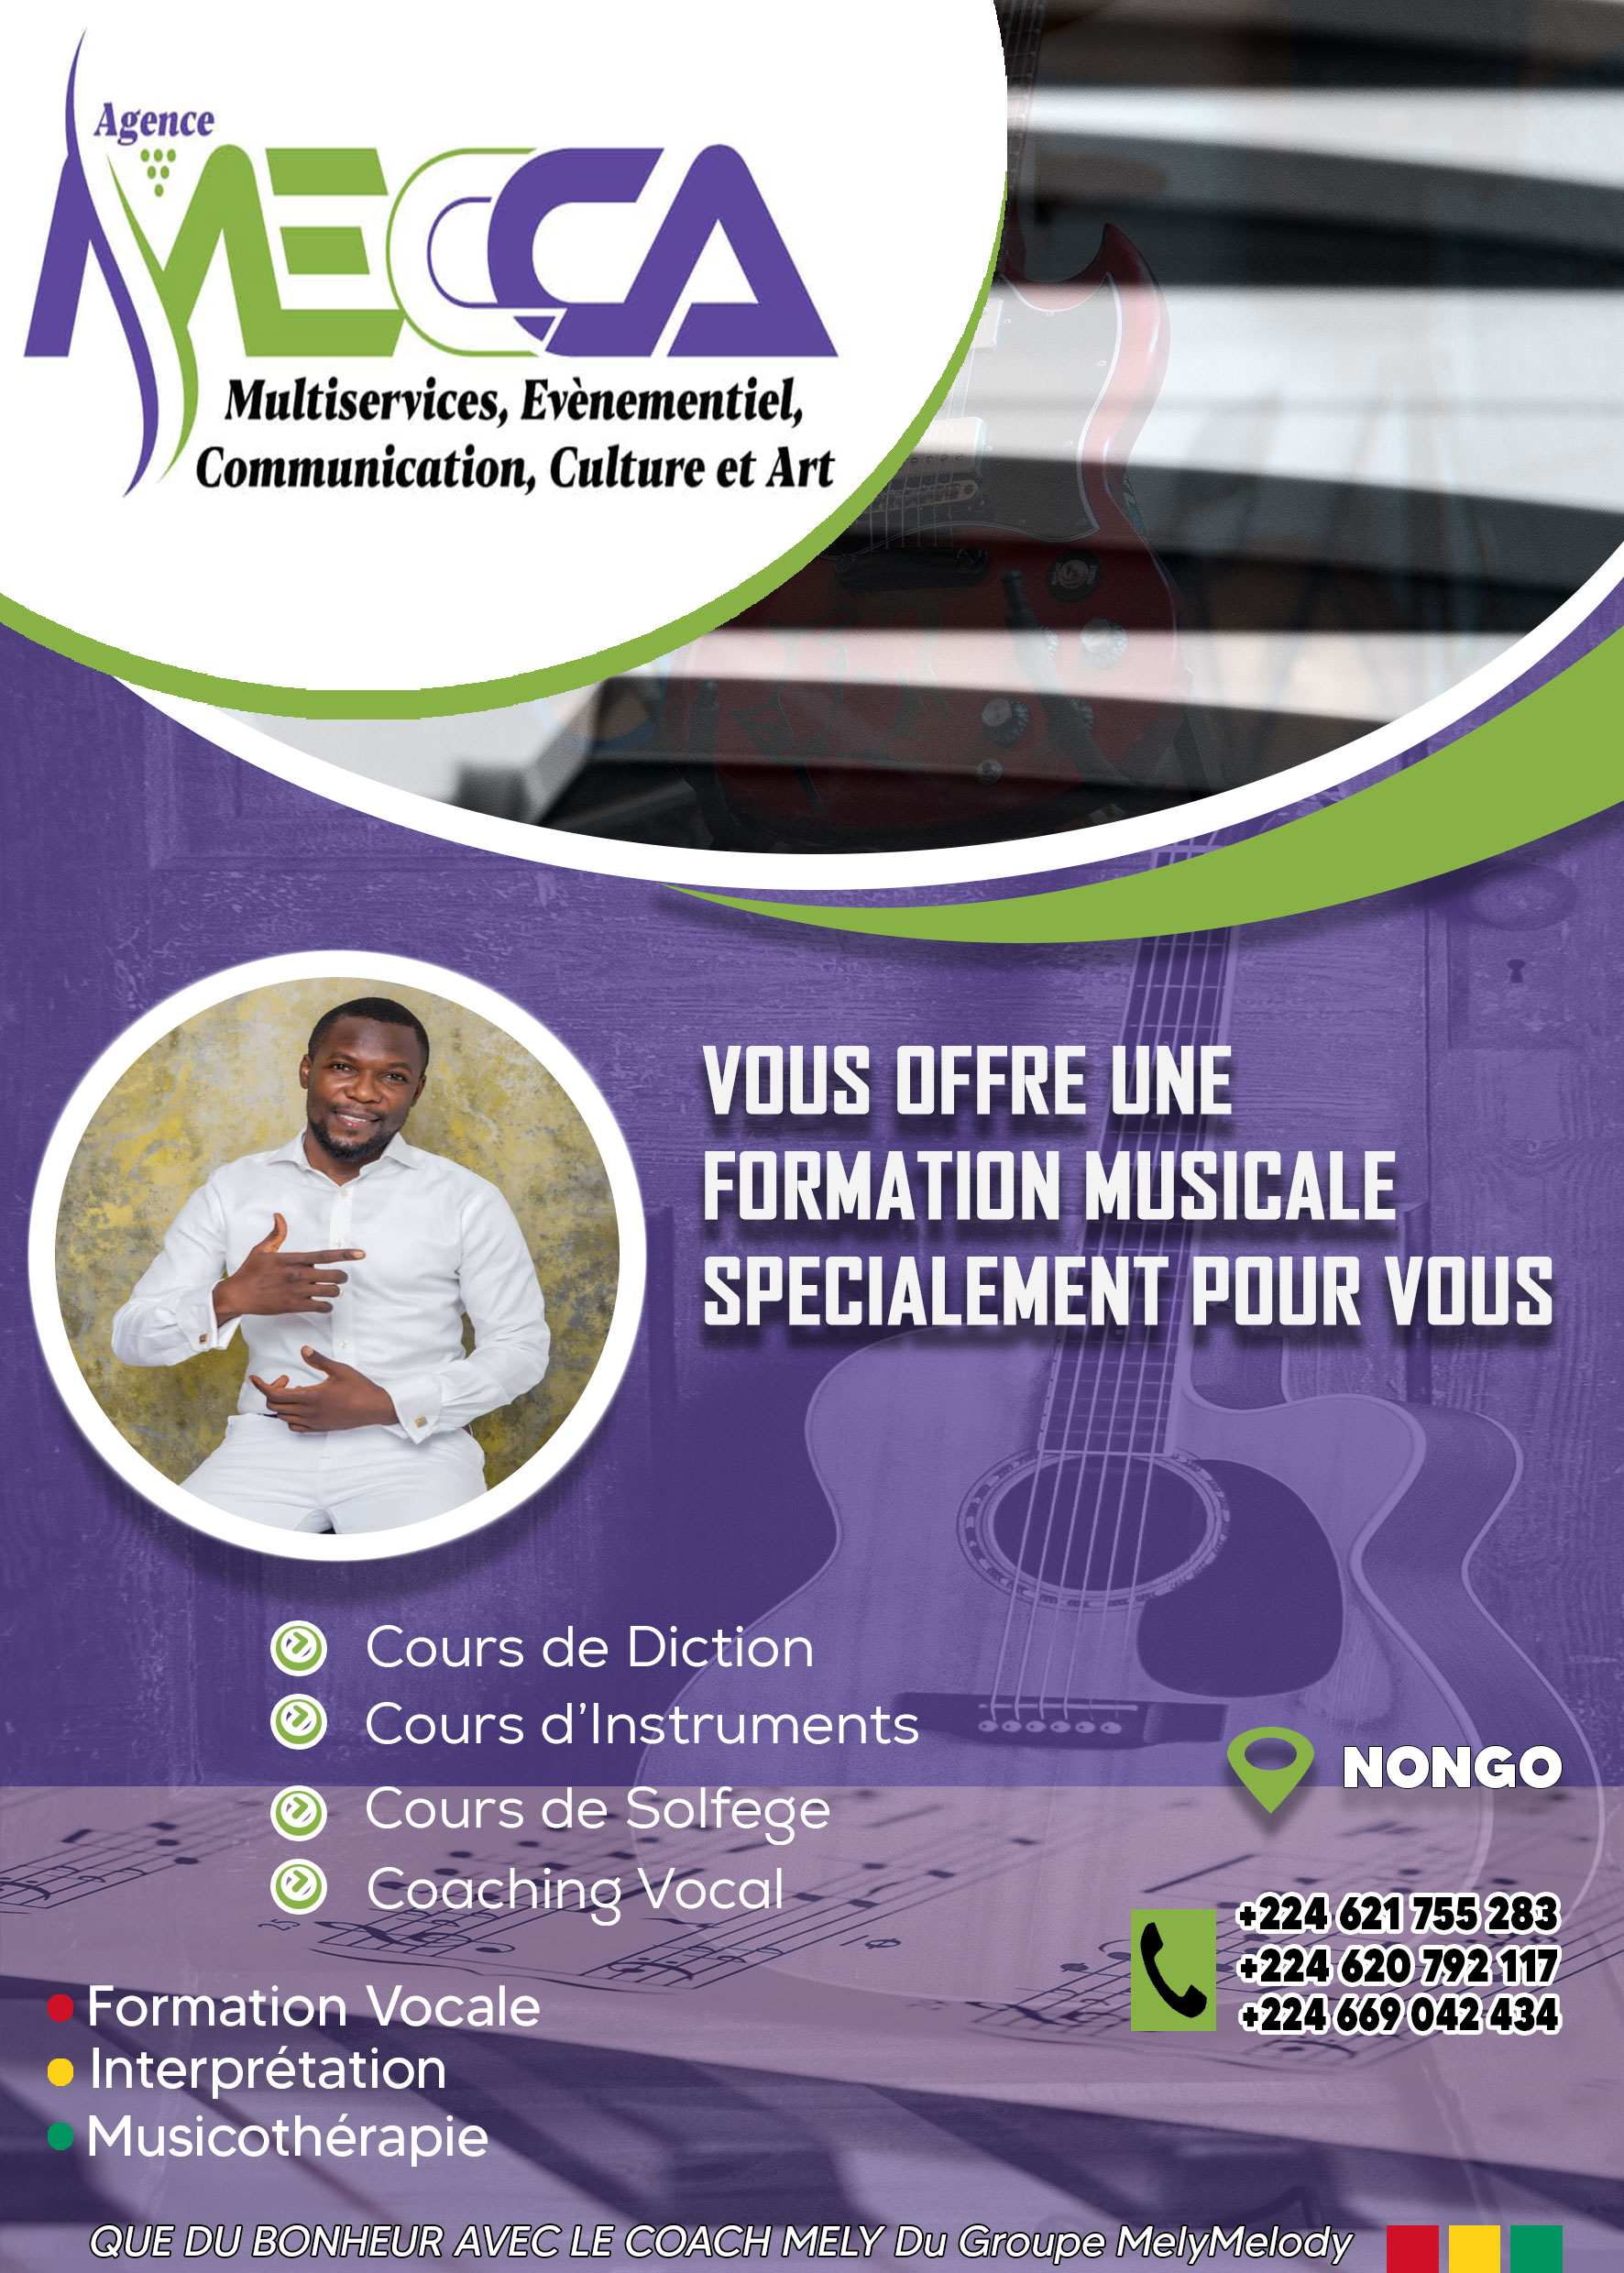 Agence
MECCA
Multiservices, Evènementiel,
Communication, Culture et Art
VOUS OFFRE UNE
FORMATION MUSICALE
SPECIALEMENT POUR VOUS
Cours de Diction
Cours d'Instruments
Cours de Solfege
Coaching Vocal
NONGO
+224 621 755 283
+224 620 792 117
+224 669 042 434
Formation Vocale
Interprétation
Musicothérapie
QUE DU BONHEUR AVEC LE COACH MELY Du Groupe MelyMelody